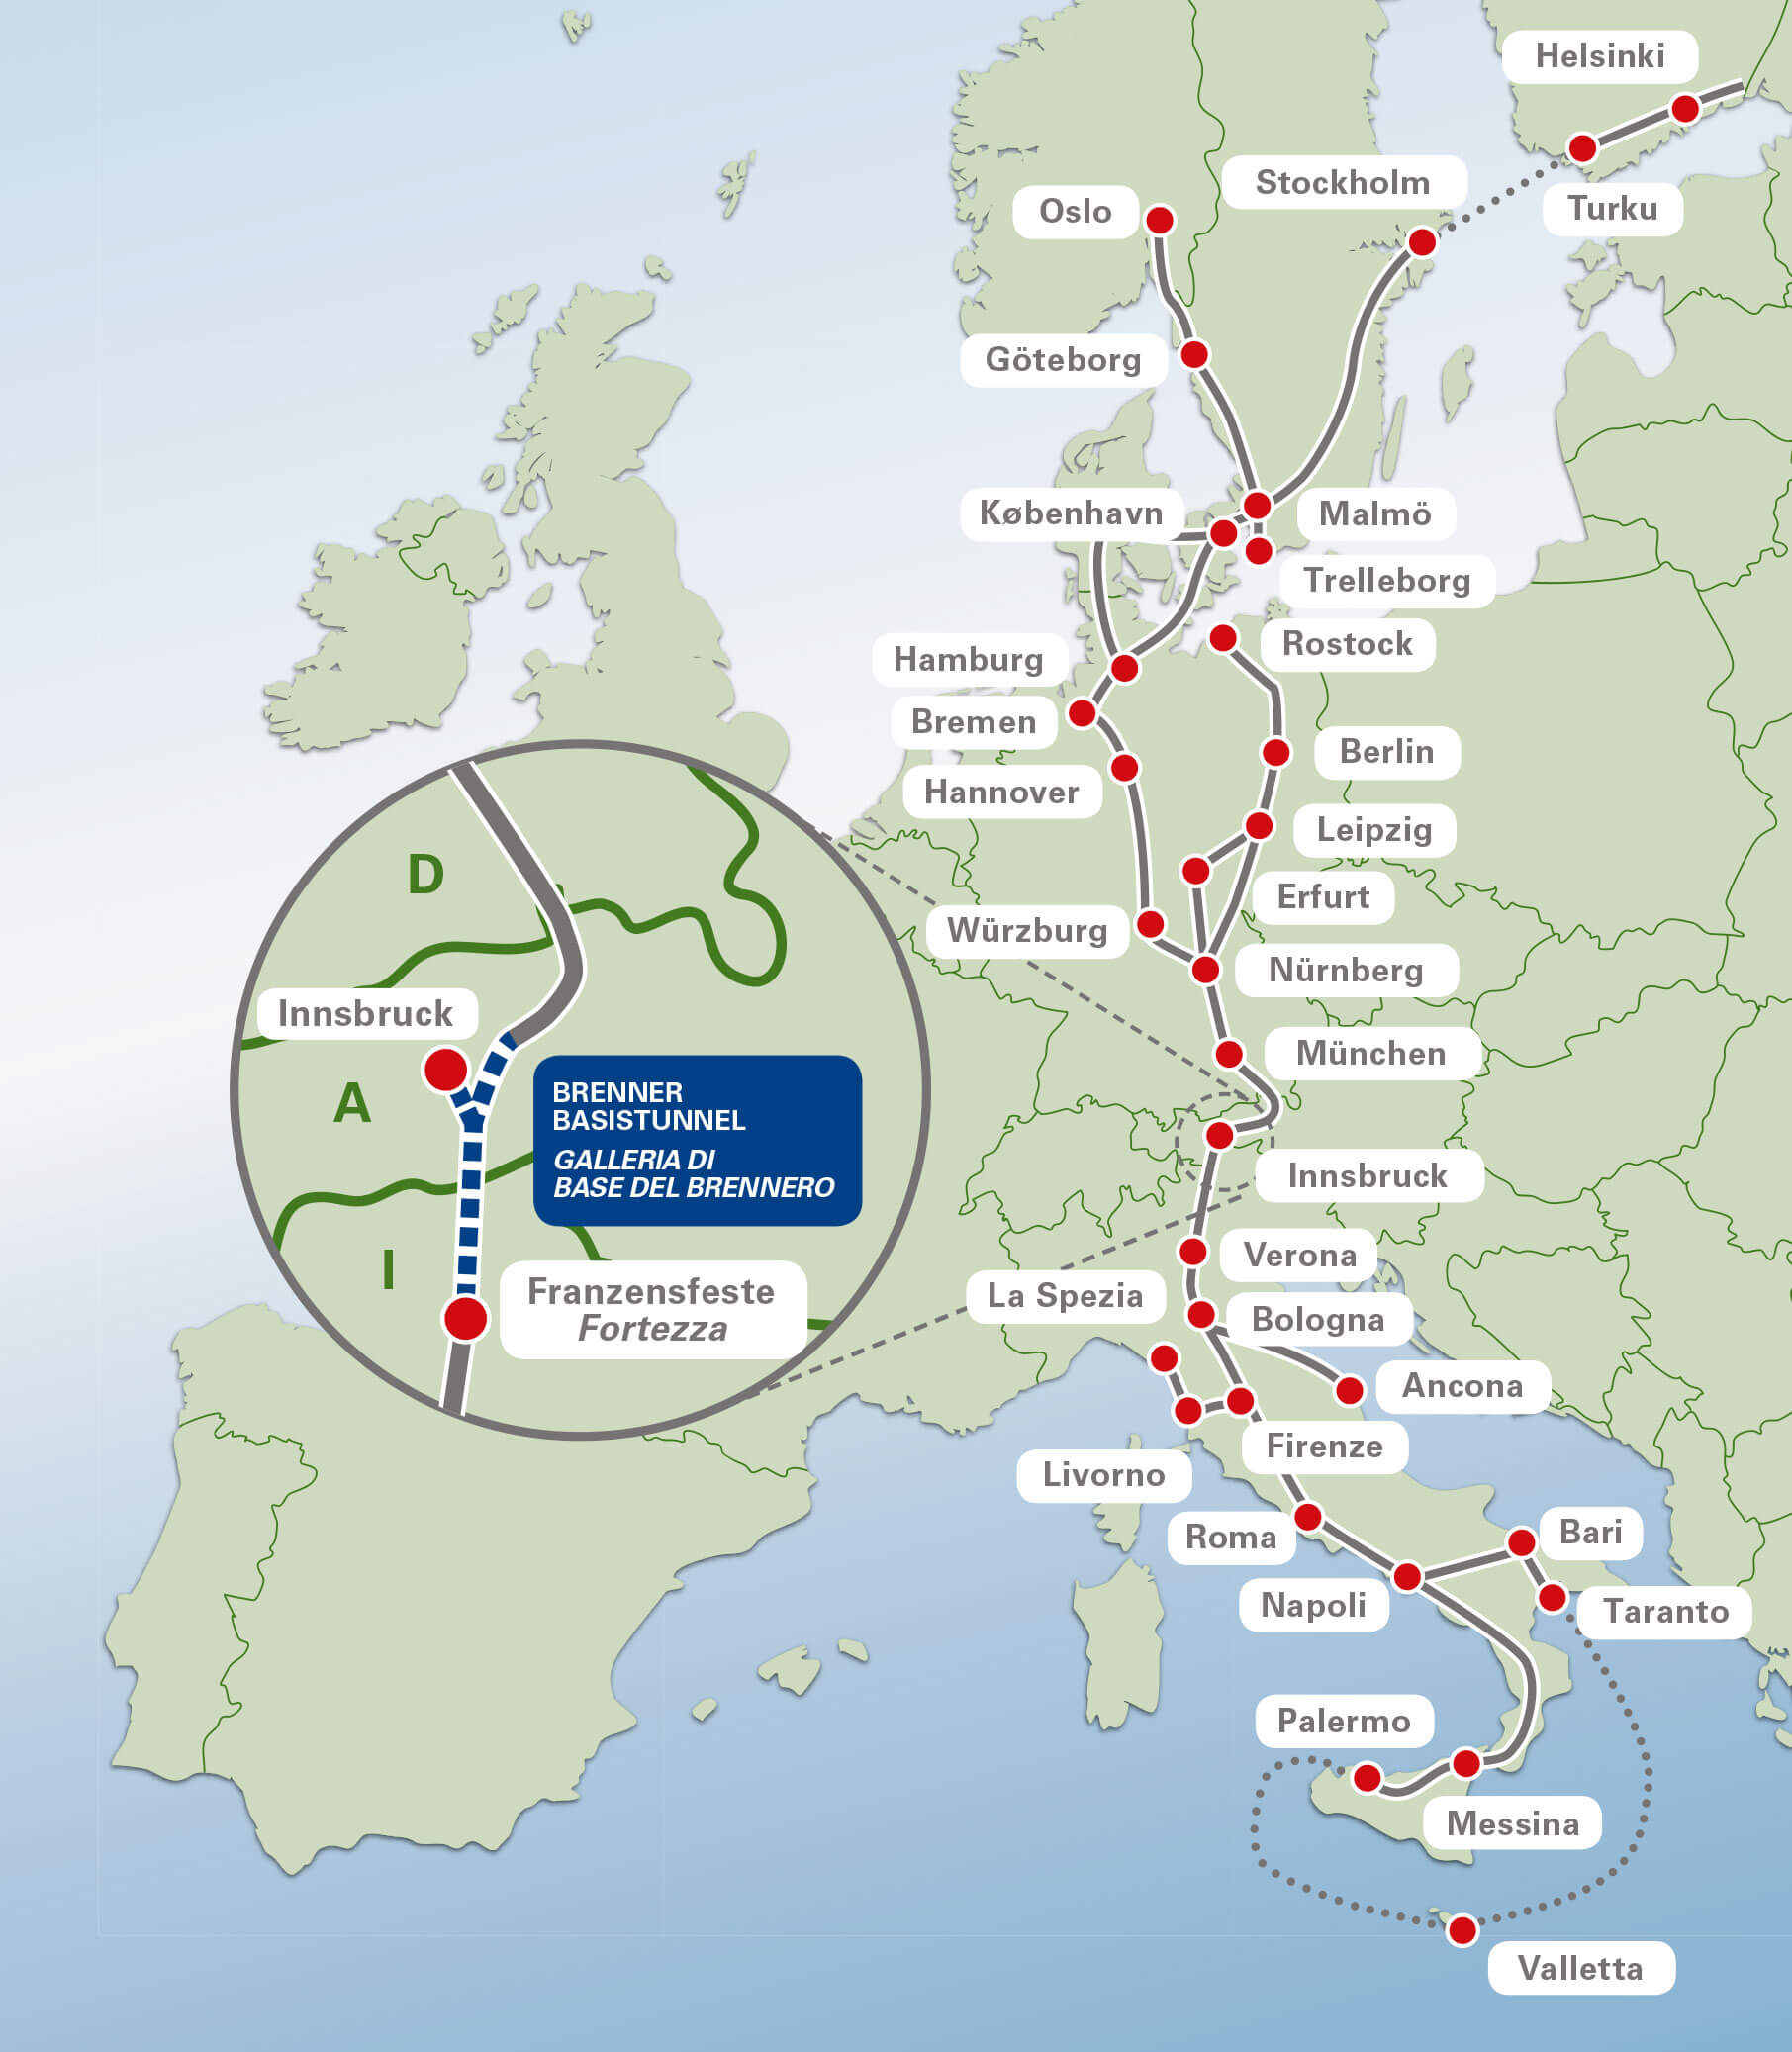 Helsinki
Stockholm
Turku
Oslo
Göteborg
København
Malmö
Trelleborg
Rostock
Hamburg
Bremen
Berlin
Hannover
Leipzig
Erfurt
Würzburg
Nürnberg
München
Innsbruck
Verona
La Spezia
Bologna
Ancona
Firenze
Livorno
Roma
Bari
Napoli
Taranto
Palermo
Messina
Valletta
D
Innsbruck
A
BRENNER
BASISTUNNEL
GALLERIA DI
BASE DEL BRENNERO
I
Franzensfeste
Fortezza